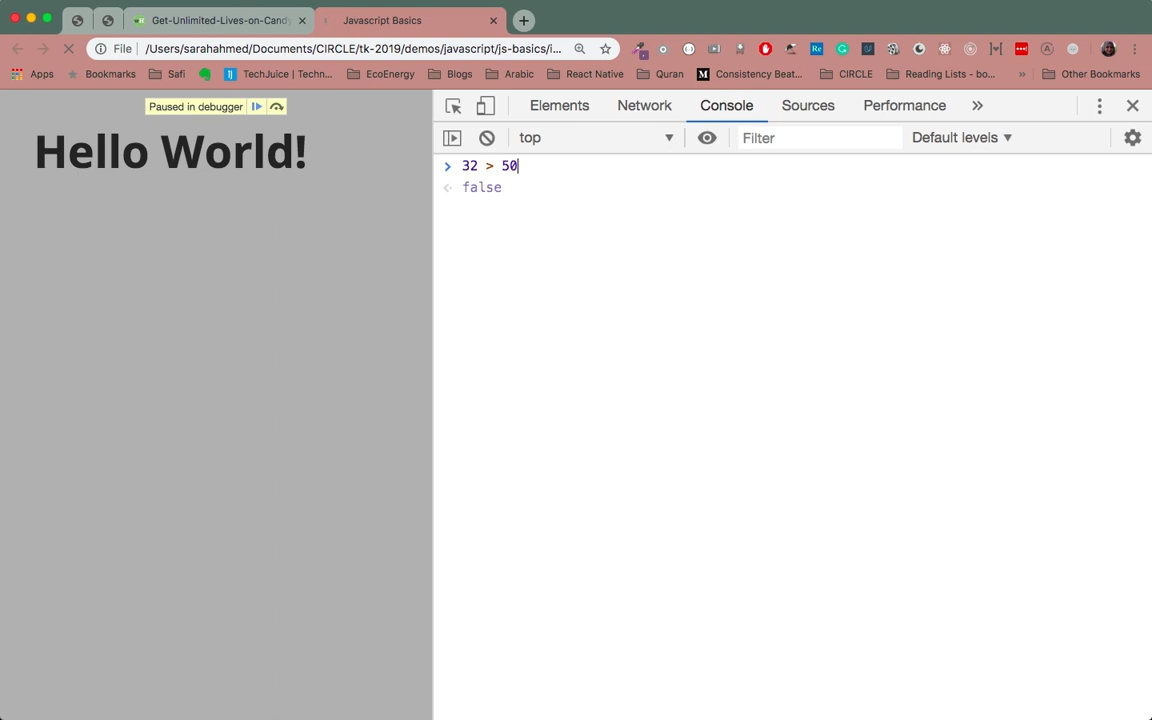 Get-Unlimited-Lives-on-Candy
Javascript Basics
File
/Users/sarahahmed/Documents/CIRCLE/tk-2019/demos/javascript/js-basics/i...
Apps
Bookmarks
Safi
TechJuice | Techn...
EcoEnergy
Blogs
Arabic
React Native
Quran
Consistency Beat...
CIRCLE
Reading Lists - bo...
»
Other Bookmarks
Paused in debugger
Hello World!
Elements
Network
Console
Sources
Performance
»
top
Filter
Default levels
32 > 50
false